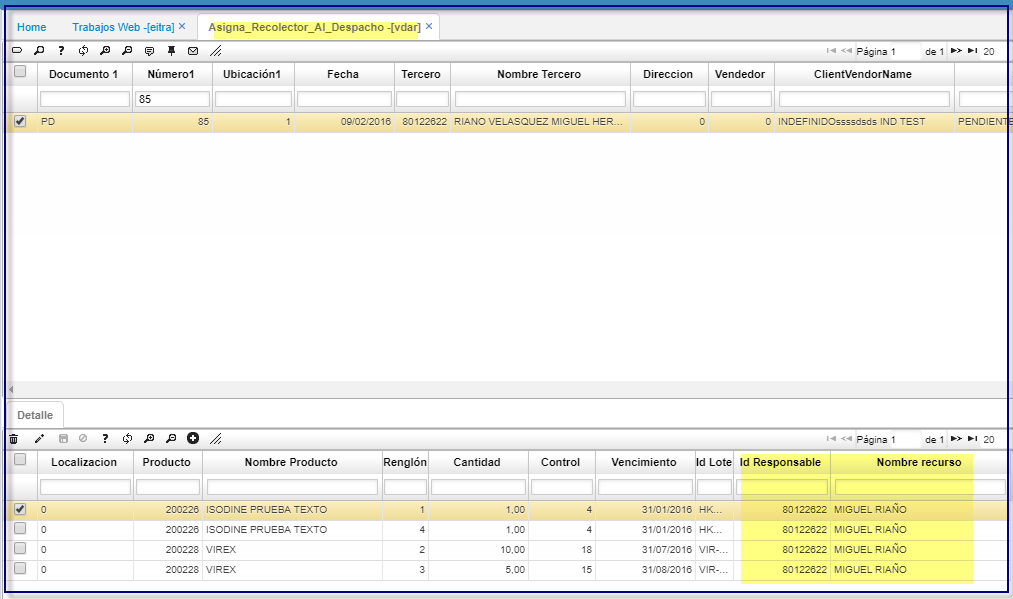 Home Trabajos Web -[eitra] × Asigna_Recolector_Al_Despacho -[vdar] ×
? Página 1 de 1 20
Documento 1 Número1 Ubicación1 Fecha Tercero Nombre Tercero Direccion Vendedor ClientVendorName
85
PD 85 1 09/02/2016 80122622 RIANO VELASQUEZ MIGUEL HER... 0 0 INDEFINIDOssssdsds IND TEST PENDIENTE
Detalle
? Página 1 de 1 20
Localizacion Producto Nombre Producto Renglón Cantidad Control Vencimiento Id Lote Id Responsable Nombre recurso
0 200226 ISODINE PRUEBA TEXTO 1 1,00 4 31/01/2016 HK... 80122622 MIGUEL RIAÑO
0 200226 ISODINE PRUEBA TEXTO 4 1,00 4 31/01/2016 HK... 80122622 MIGUEL RIAÑO
0 200228 VIREX 2 10,00 18 31/07/2016 VIR-... 80122622 MIGUEL RIAÑO
0 200228 VIREX 3 5,00 15 31/08/2016 VIR-... 80122622 MIGUEL RIAÑO